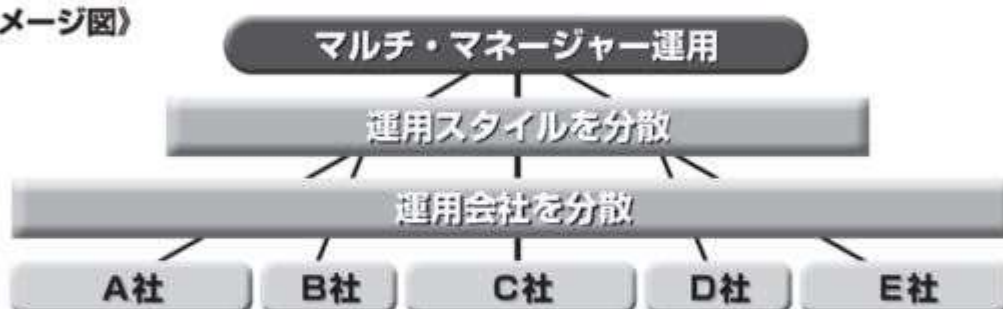 メージ図》
マルチ・マネージャー運用
運用スタイルを分散
運用会社を分散
A社 B社 C社 D社 E社